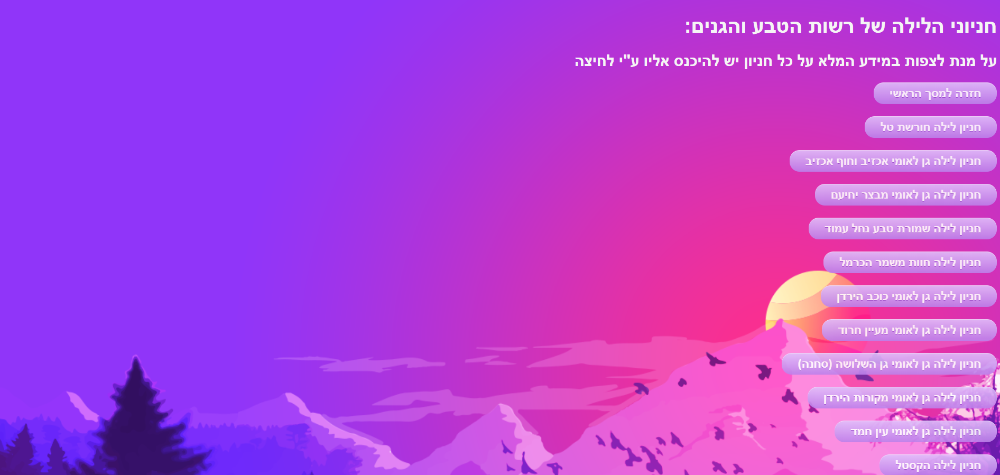 חניוני הלילה של רשות הטבע והגנים:
על מנת לצפות במידע המלא על כל חניון יש להיכנס אליו ע"י לחיצה
חזרה למסך הראשי
חניון לילה חורשת טל
חניון לילה גן לאומי אכזיב וחוף אכזיב
חניון לילה גן לאומי מבצר יחיעם
חניון לילה שמורת טבע נחל עמוד
חניון לילה חוות משמר הכרמל
חניון לילה גן לאומי כוכב הירדן
חניון לילה גן לאומי מעיין חרוד
חניון לילה גן לאומי גן השלושה (סחנה)
חניון לילה גן לאומי מקורות הירדן
חניון לילה גן לאומי עין חמד
חניון לילה הקסטל